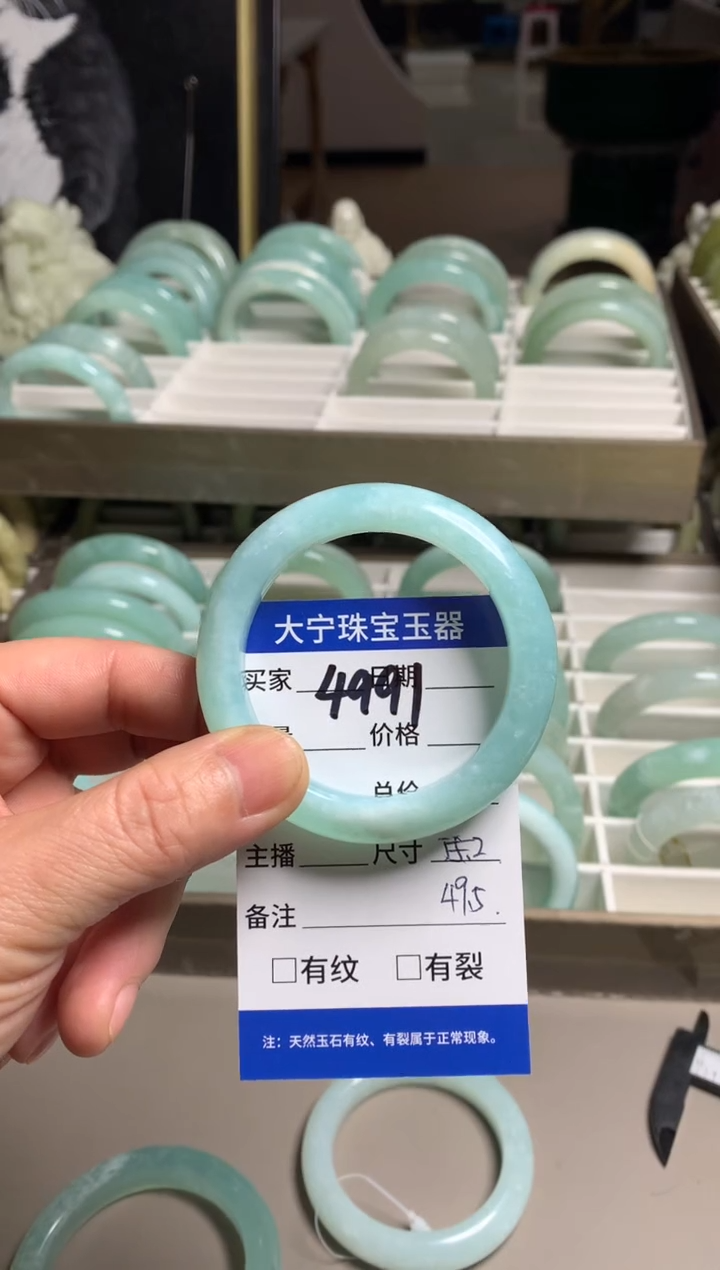 大宁珠宝玉器
买家 4991 日期
价格
总价
主播 尺寸
备注 49.5.
□有纹 □有裂
注：天然玉石有纹、有裂属于正常现象。